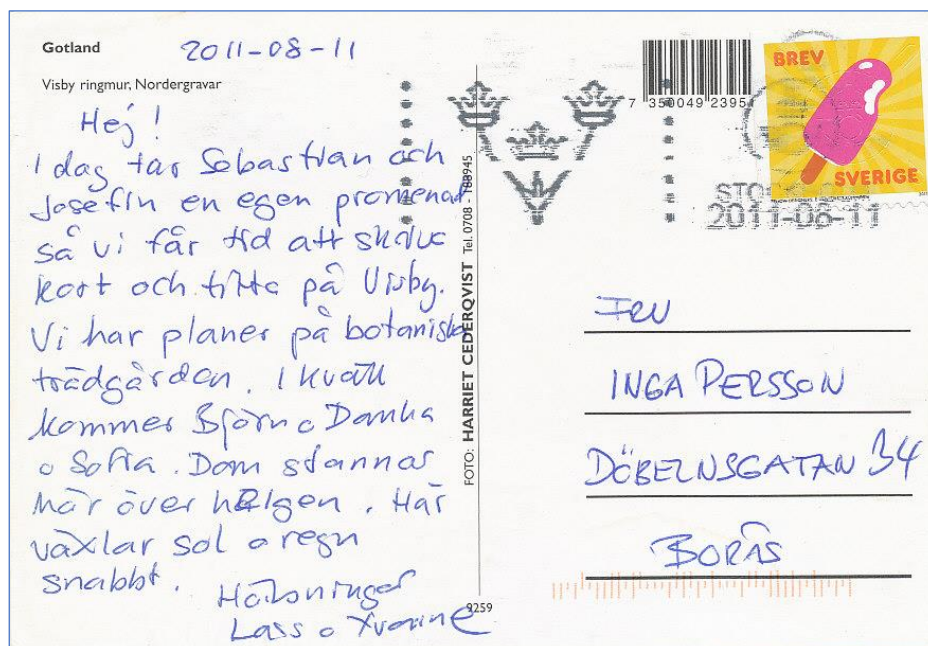 Gotland
2011-08-11
Visby ringmur, Nordergravar
Hej!
I dag tar Sebastian och
Josefin en egen promenad
så vi får tid att skriva
kort och titta på Visby.
Vi har planer på botaniska
trädgården. I kväll
kommer Björn o Danka
o Sofia. Dom stannar
här över helgen. Här
växlar sol o regn
snabbt.
Hälsningar
Lass o Yvonne
FOTO: HARRIET CEDERQVIST Tel. 0708 - 188945
9259
7 350049 23951
BREV
SVERIGE
2011-08-11
FRU
INGA PERSSON
DÖBELNSGATAN 34
BORÅS